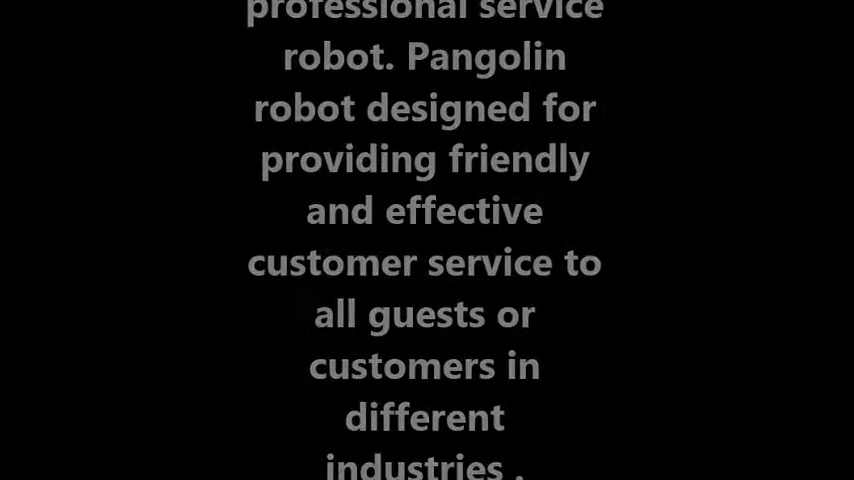 professional service
robot. Pangolin
robot designed for
providing friendly
and effective
customer service to
all guests or
customers in
different
industries .